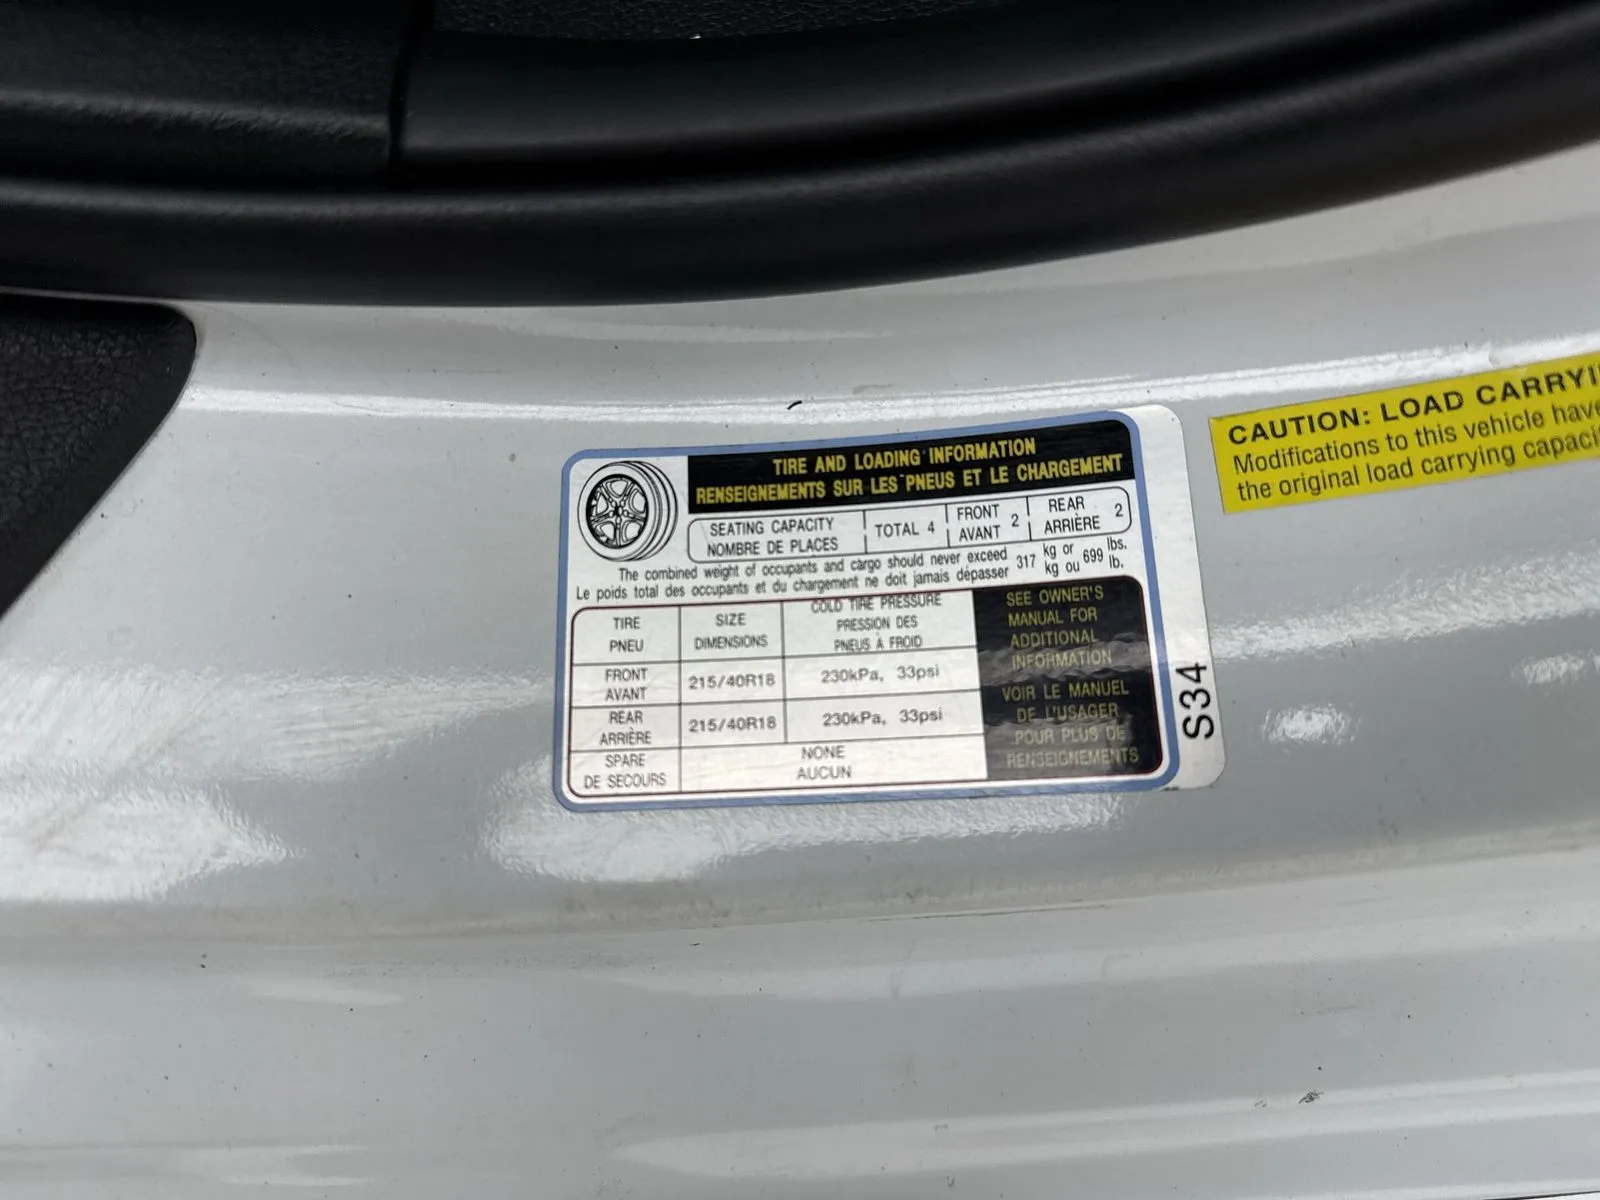 TIRE AND LOADING INFORMATION
RENSEIGNEMENTS SUR LES PNEUS ET LE CHARGEMENT
SEATING CAPACITY
NOMBRE DE PLACES
TOTAL 4
FRONT
AVANT
2
REAR
ARRIÈRE
2
The combined weight of occupants and cargo should never exceed 317 kg or 699 lbs.
Le poids total des occupants et du chargement ne doit jamais dépasser kg ou lb.
TIRE
PNEU
SIZE
DIMENSIONS
COLD TIRE PRESSURE
PRESSION DES
PNEUS À FROID
FRONT
AVANT
215/40R18
230kPa, 33psi
REAR
ARRIÈRE
215/40R18
230kPa, 33psi
SPARE
DE SECOURS
NONE
AUCUN
SEE OWNER'S
MANUAL FOR
ADDITIONAL
INFORMATION
VOIR LE MANUEL
DE L'USAGER
POUR PLUS DE
RENSEIGNEMENTS
S34
CAUTION: LOAD CARRYI
Modifications to this vehicle have
the original load carrying capaci